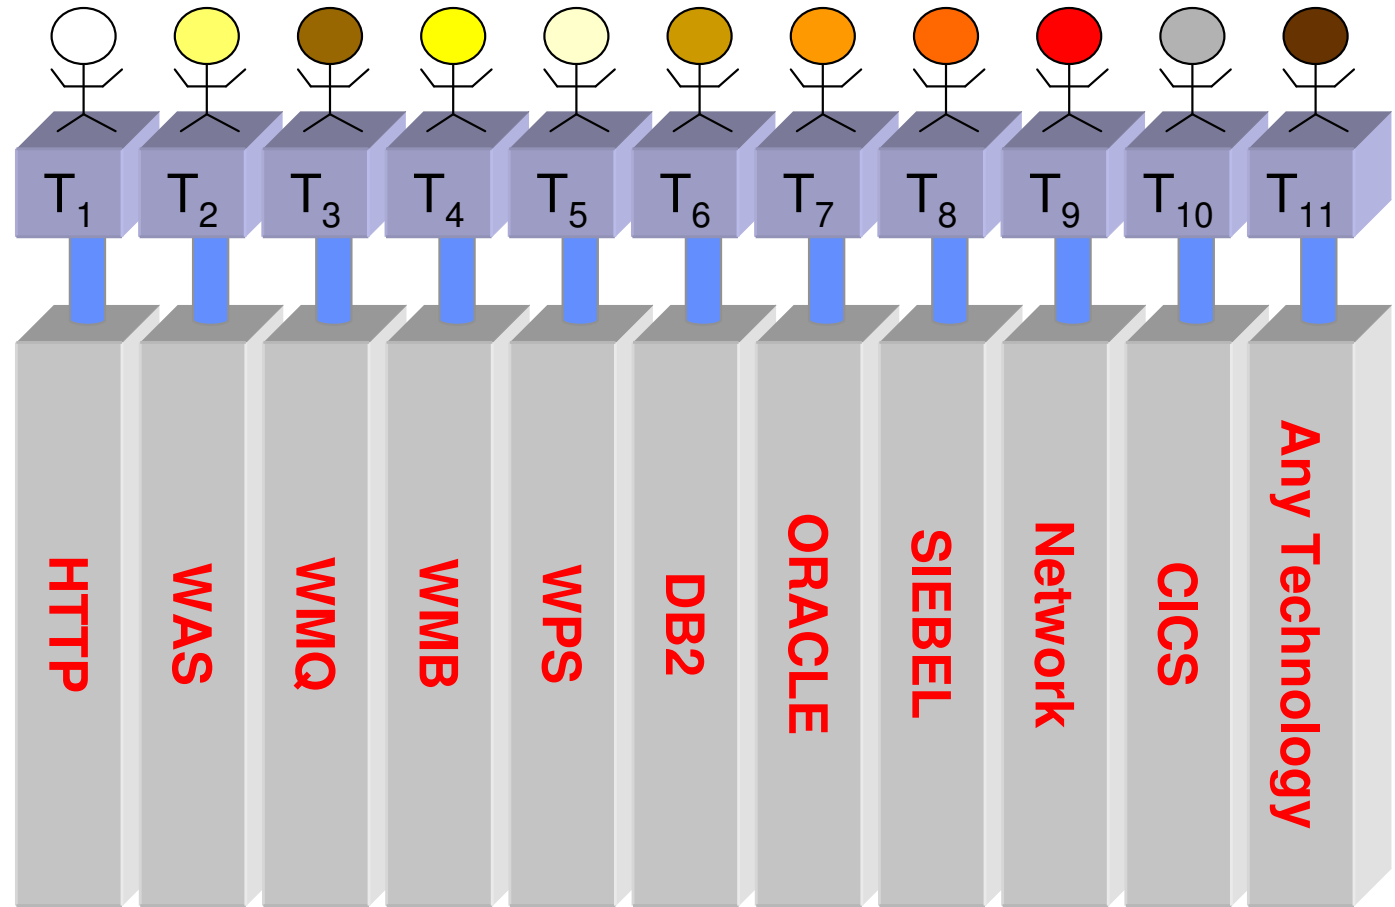 T1
T2
T3
T4
T5
T6
T7
T8
T9
T10
T11
HTTP
WAS
WMQ
WMB
WPS
DB2
ORACLE
SIEBEL
Network
CICS
Any Technology